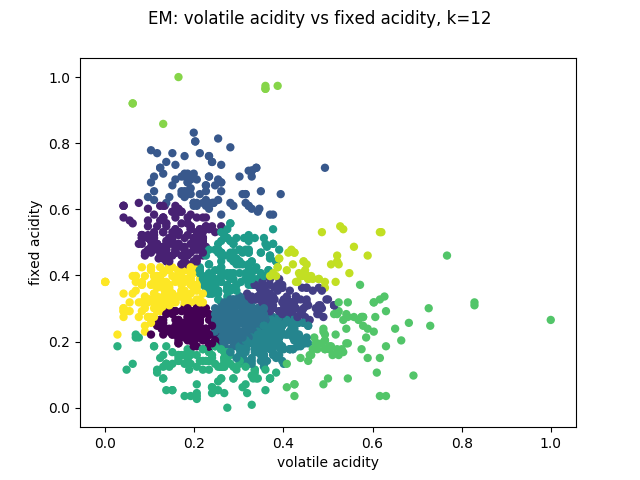 EM: volatile acidity vs fixed acidity, k=12
1.0
0.8
0.6
0.4
0.2
0.0
fixed acidity
0.0 0.2 0.4 0.6 0.8 1.0
volatile acidity